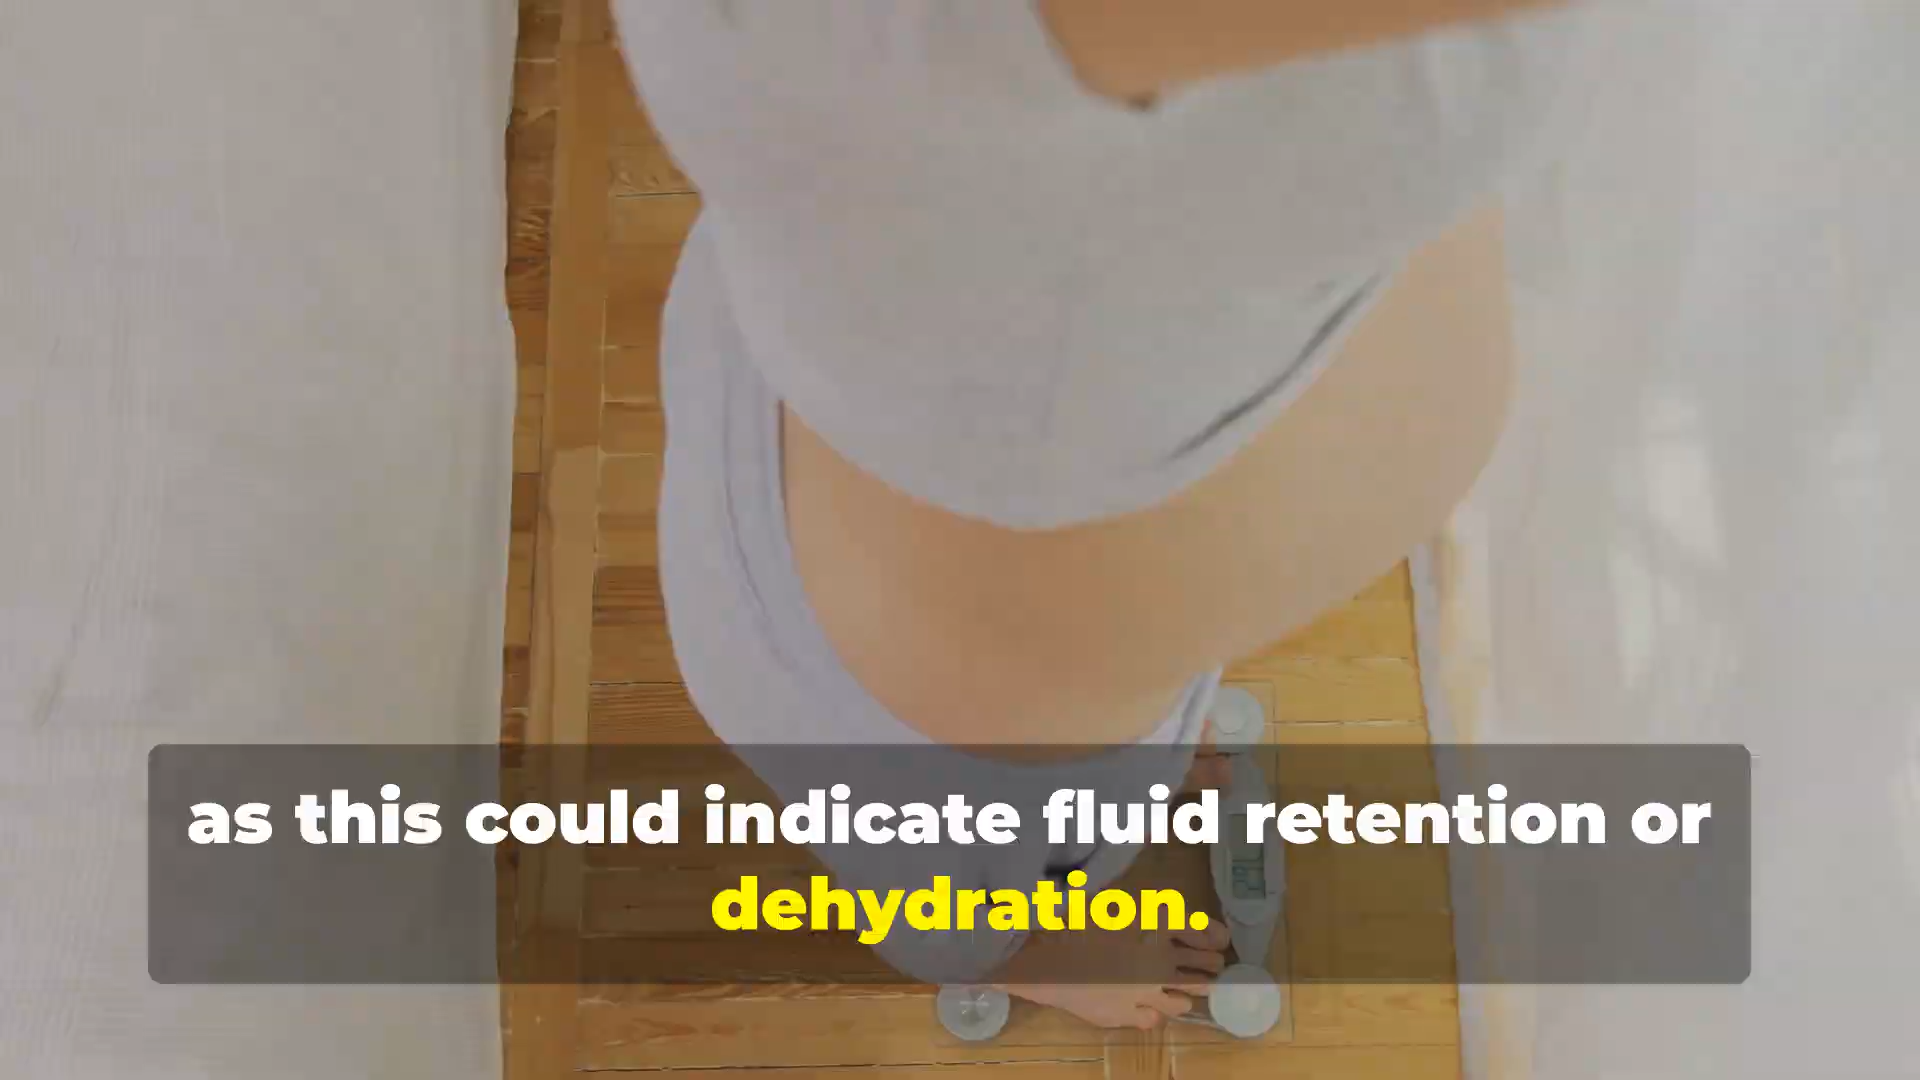 as this could indicate fluid retention or
dehydration.